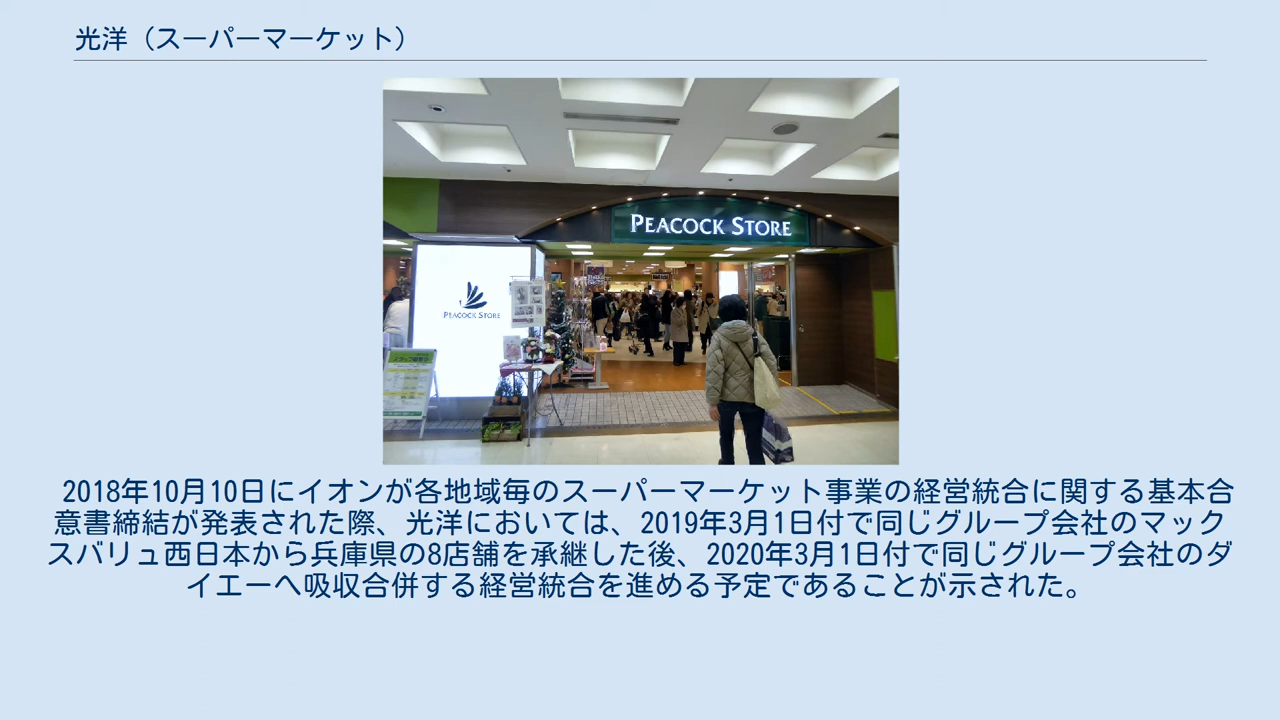 光洋（スーパーマーケット）
PEACOCK STORE
PEACOCK STORE
2018年10月10日にイオンが各地域毎のスーパーマーケット事業の経営統合に関する基本合
意書締結が発表された際、光洋においては、2019年3月1日付で同じグループ会社のマック
スバリュ西日本から兵庫県の8店舗を承継した後、2020年3月1日付で同じグループ会社のダ
イエーへ吸収合併する経営統合を進める予定であることが示された。